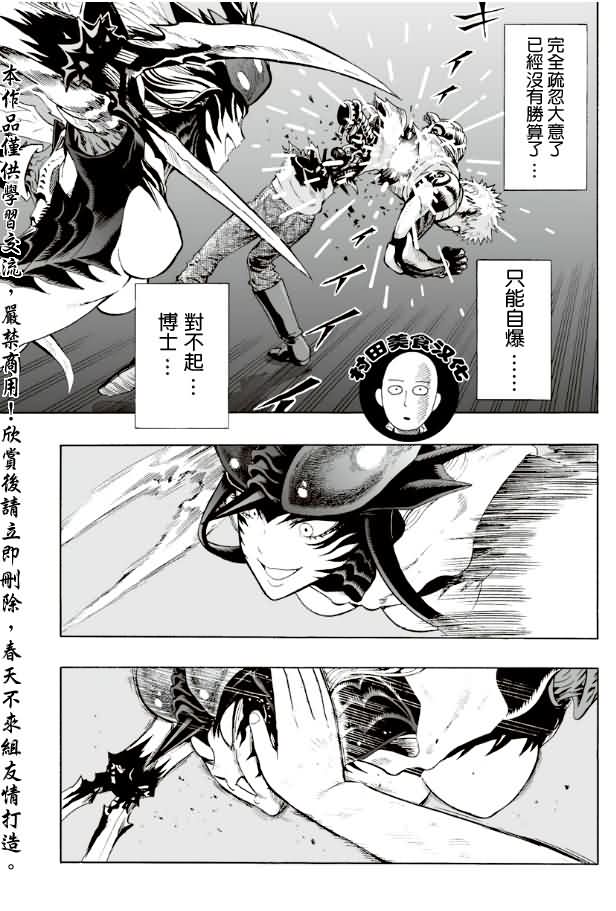 完全疏忽大意了
已經沒有勝算了…
只能自爆……
對不起…
博士…
村田美食汉化
本作品僅供學習交流，嚴禁商用！欣賞後請立即刪除，春天不來組友情打造。